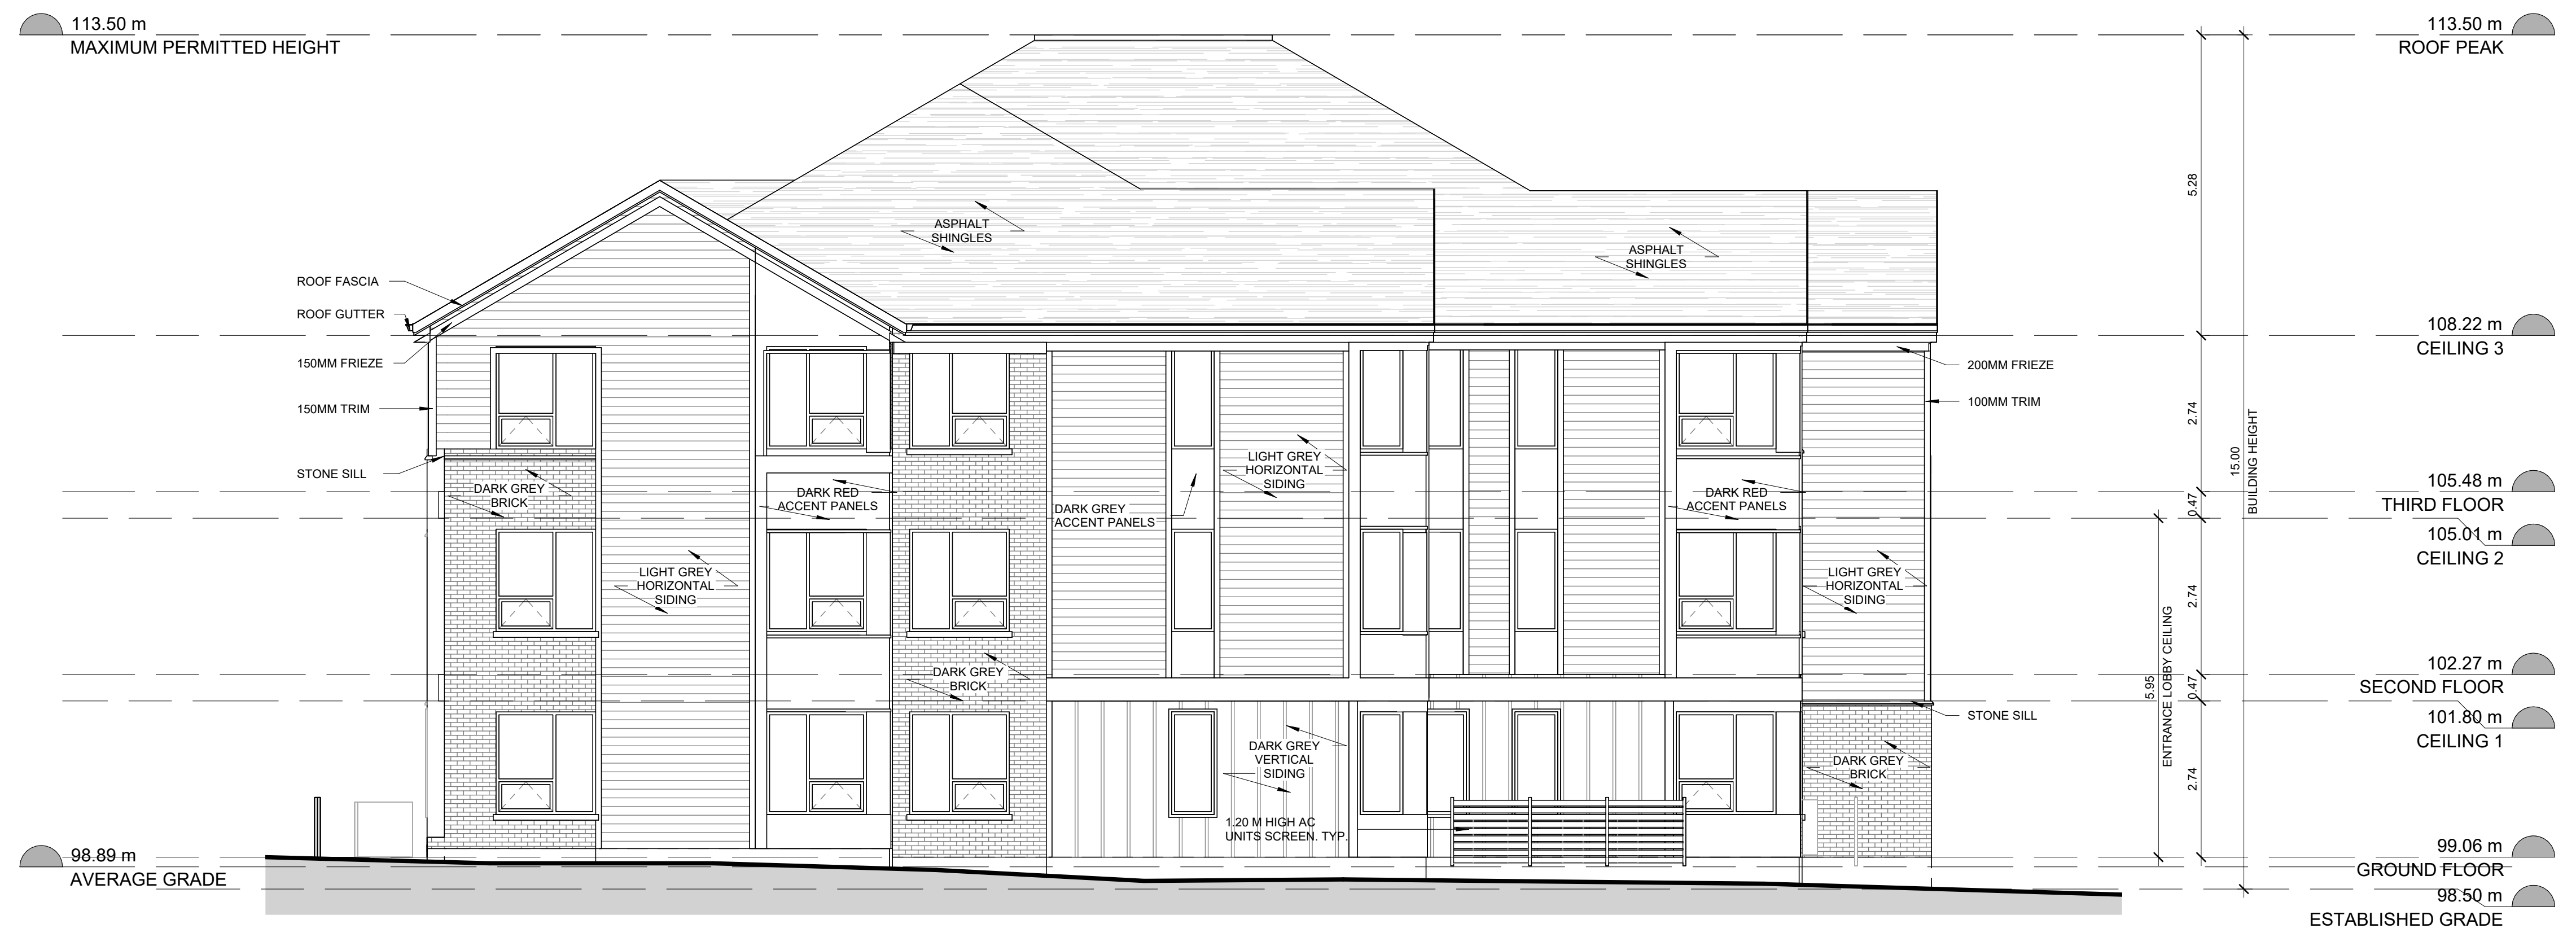 113.50 m
MAXIMUM PERMITTED HEIGHT
113.50 m
ROOF PEAK
5.28
ASPHALT
SHINGLES
ASPHALT
SHINGLES
ROOF FASCIA
ROOF GUTTER
150MM FRIEZE
150MM TRIM
STONE SILL
108.22 m
CEILING 3
200MM FRIEZE
100MM TRIM
2.74
15.00
BUILDING HEIGHT
DARK GREY
BRICK
DARK RED
ACCENT PANELS
DARK GREY
ACCENT PANELS
LIGHT GREY
HORIZONTAL
SIDING
DARK RED
ACCENT PANELS
105.48 m
THIRD FLOOR
0.47
105.01 m
CEILING 2
LIGHT GREY
HORIZONTAL
SIDING
LIGHT GREY
HORIZONTAL
SIDING
2.74
5.95
ENTRANCE LOBBY CEILING
DARK GREY
BRICK
102.27 m
SECOND FLOOR
0.47
STONE SILL
101.80 m
CEILING 1
DARK GREY
VERTICAL
SIDING
DARK GREY
BRICK
2.74
1.20 M HIGH AC
UNITS SCREEN. TYP.
98.89 m
AVERAGE GRADE
99.06 m
GROUND FLOOR
98.50 m
ESTABLISHED GRADE